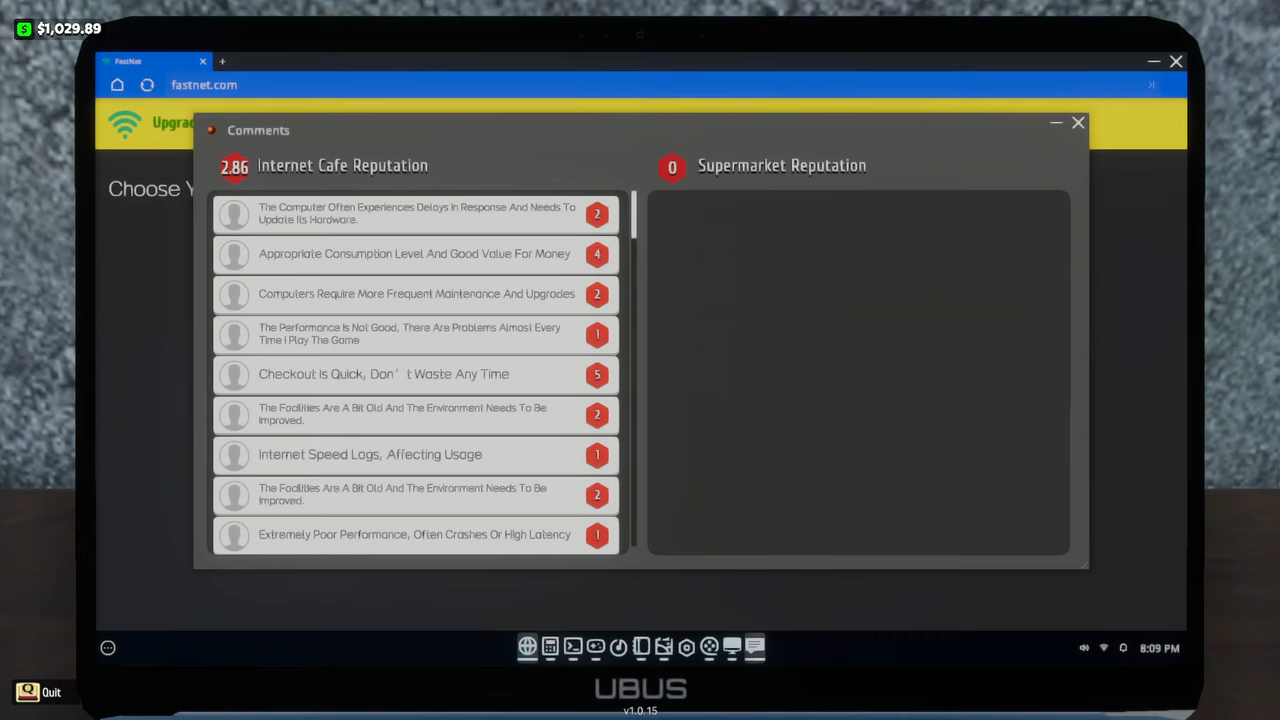 $1,029.89
FastNet
fastnet.com
Upgrad
Comments
Choose Y
2.86 Internet Cafe Reputation
0 Supermarket Reputation
The Computer Often Experiences Delays In Response And Needs To
Update Its Hardware.
2
Appropriate Consumption Level And Good Value For Money
4
Computers Require More Frequent Maintenance And Upgrades
2
The Performance Is Not Good, There Are Problems Almost Every
Time I Play The Game
1
Checkout Is Quick, Don’t Waste Any Time
5
The Facilities Are A Bit Old And The Environment Needs To Be
Improved.
2
Internet Speed Lags, Affecting Usage
1
The Facilities Are A Bit Old And The Environment Needs To Be
Improved.
2
Extremely Poor Performance, Often Crashes Or High Latency
1
8:09 PM
Q Quit
UBUS
v1.0.15